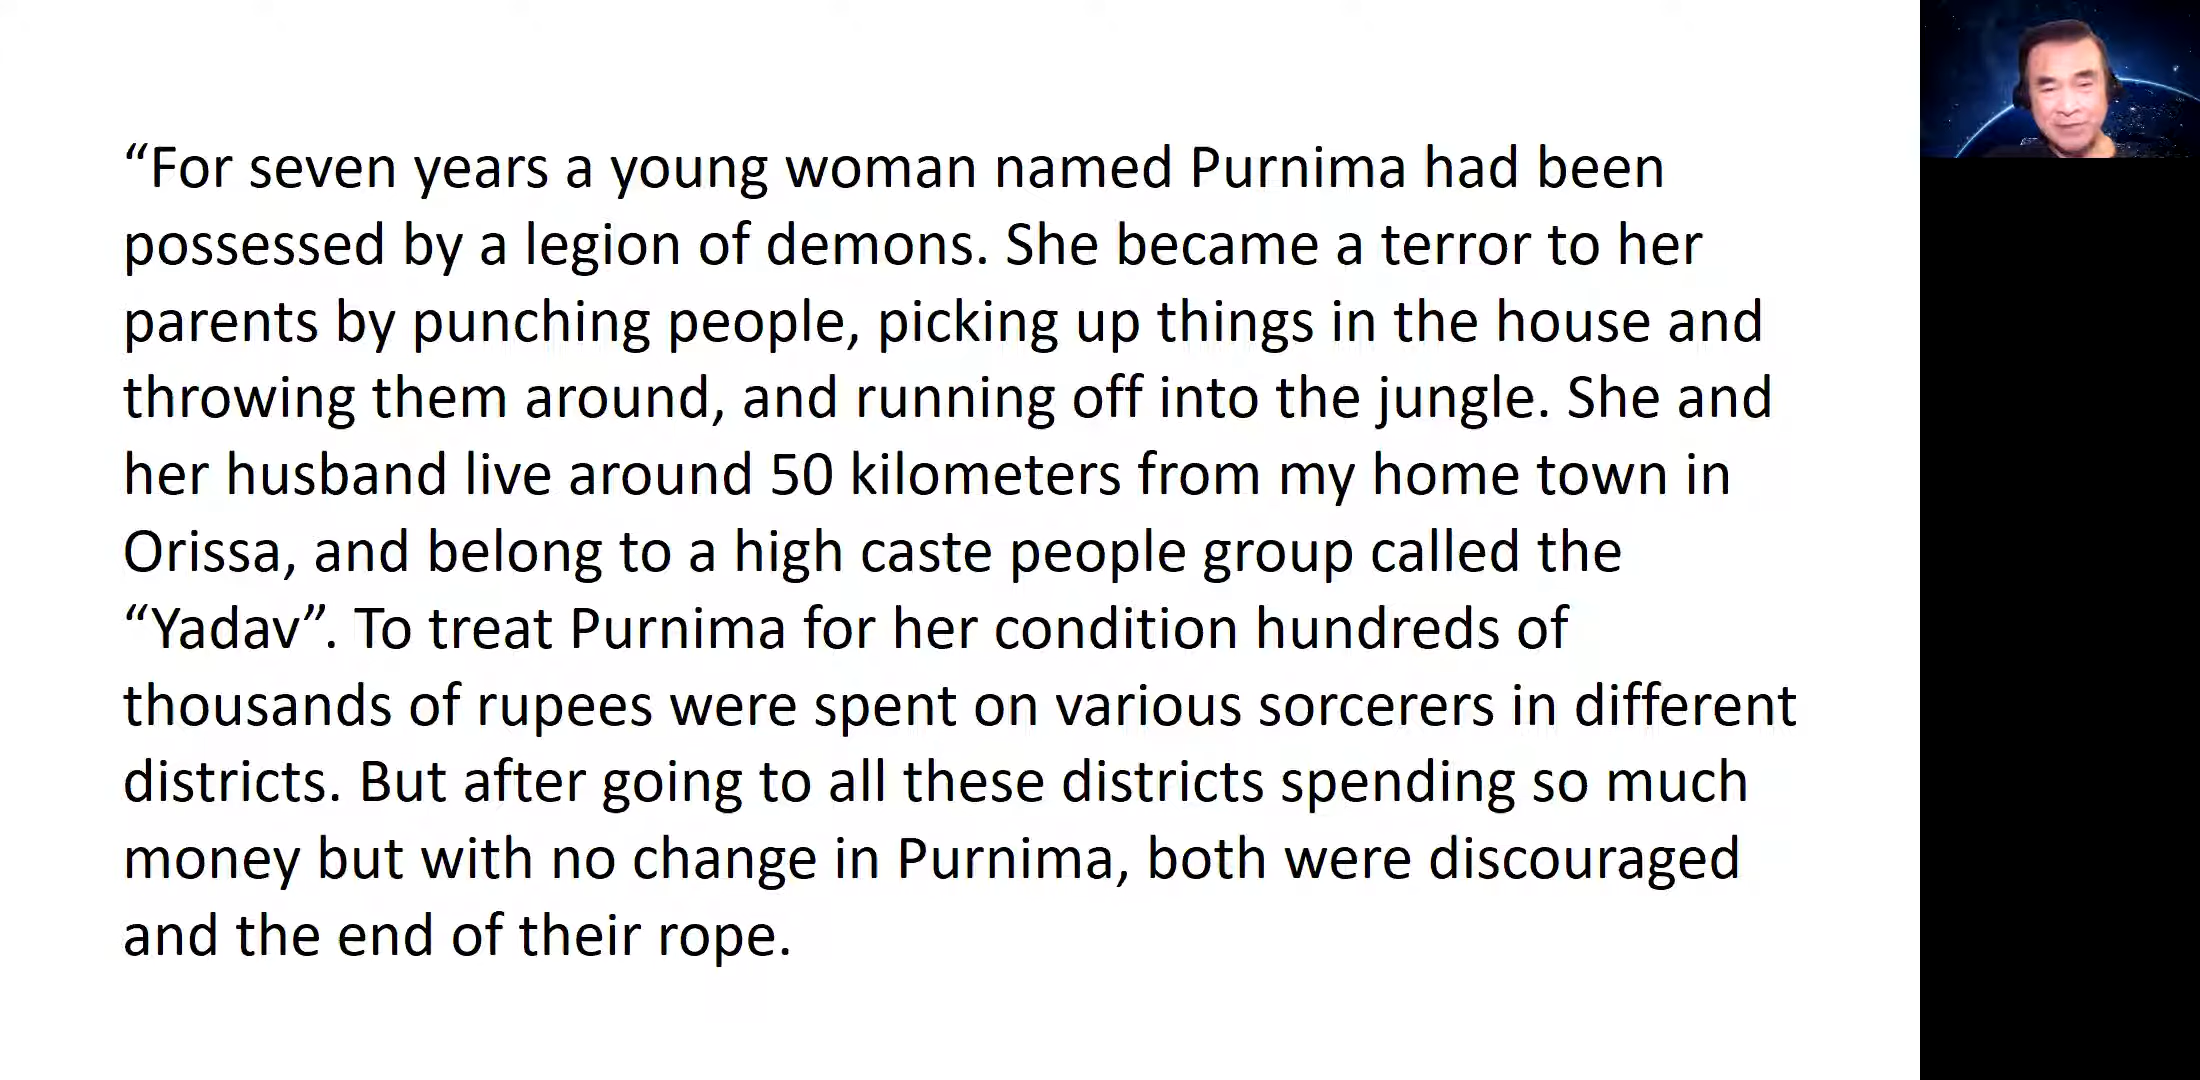 “For seven years a young woman named Purnima had been
possessed by a legion of demons. She became a terror to her
parents by punching people, picking up things in the house and
throwing them around, and running off into the jungle. She and
her husband live around 50 kilometers from my home town in
Orissa, and belong to a high caste people group called the
“Yadav”. To treat Purnima for her condition hundreds of
thousands of rupees were spent on various sorcerers in different
districts. But after going to all these districts spending so much
money but with no change in Purnima, both were discouraged
and the end of their rope.